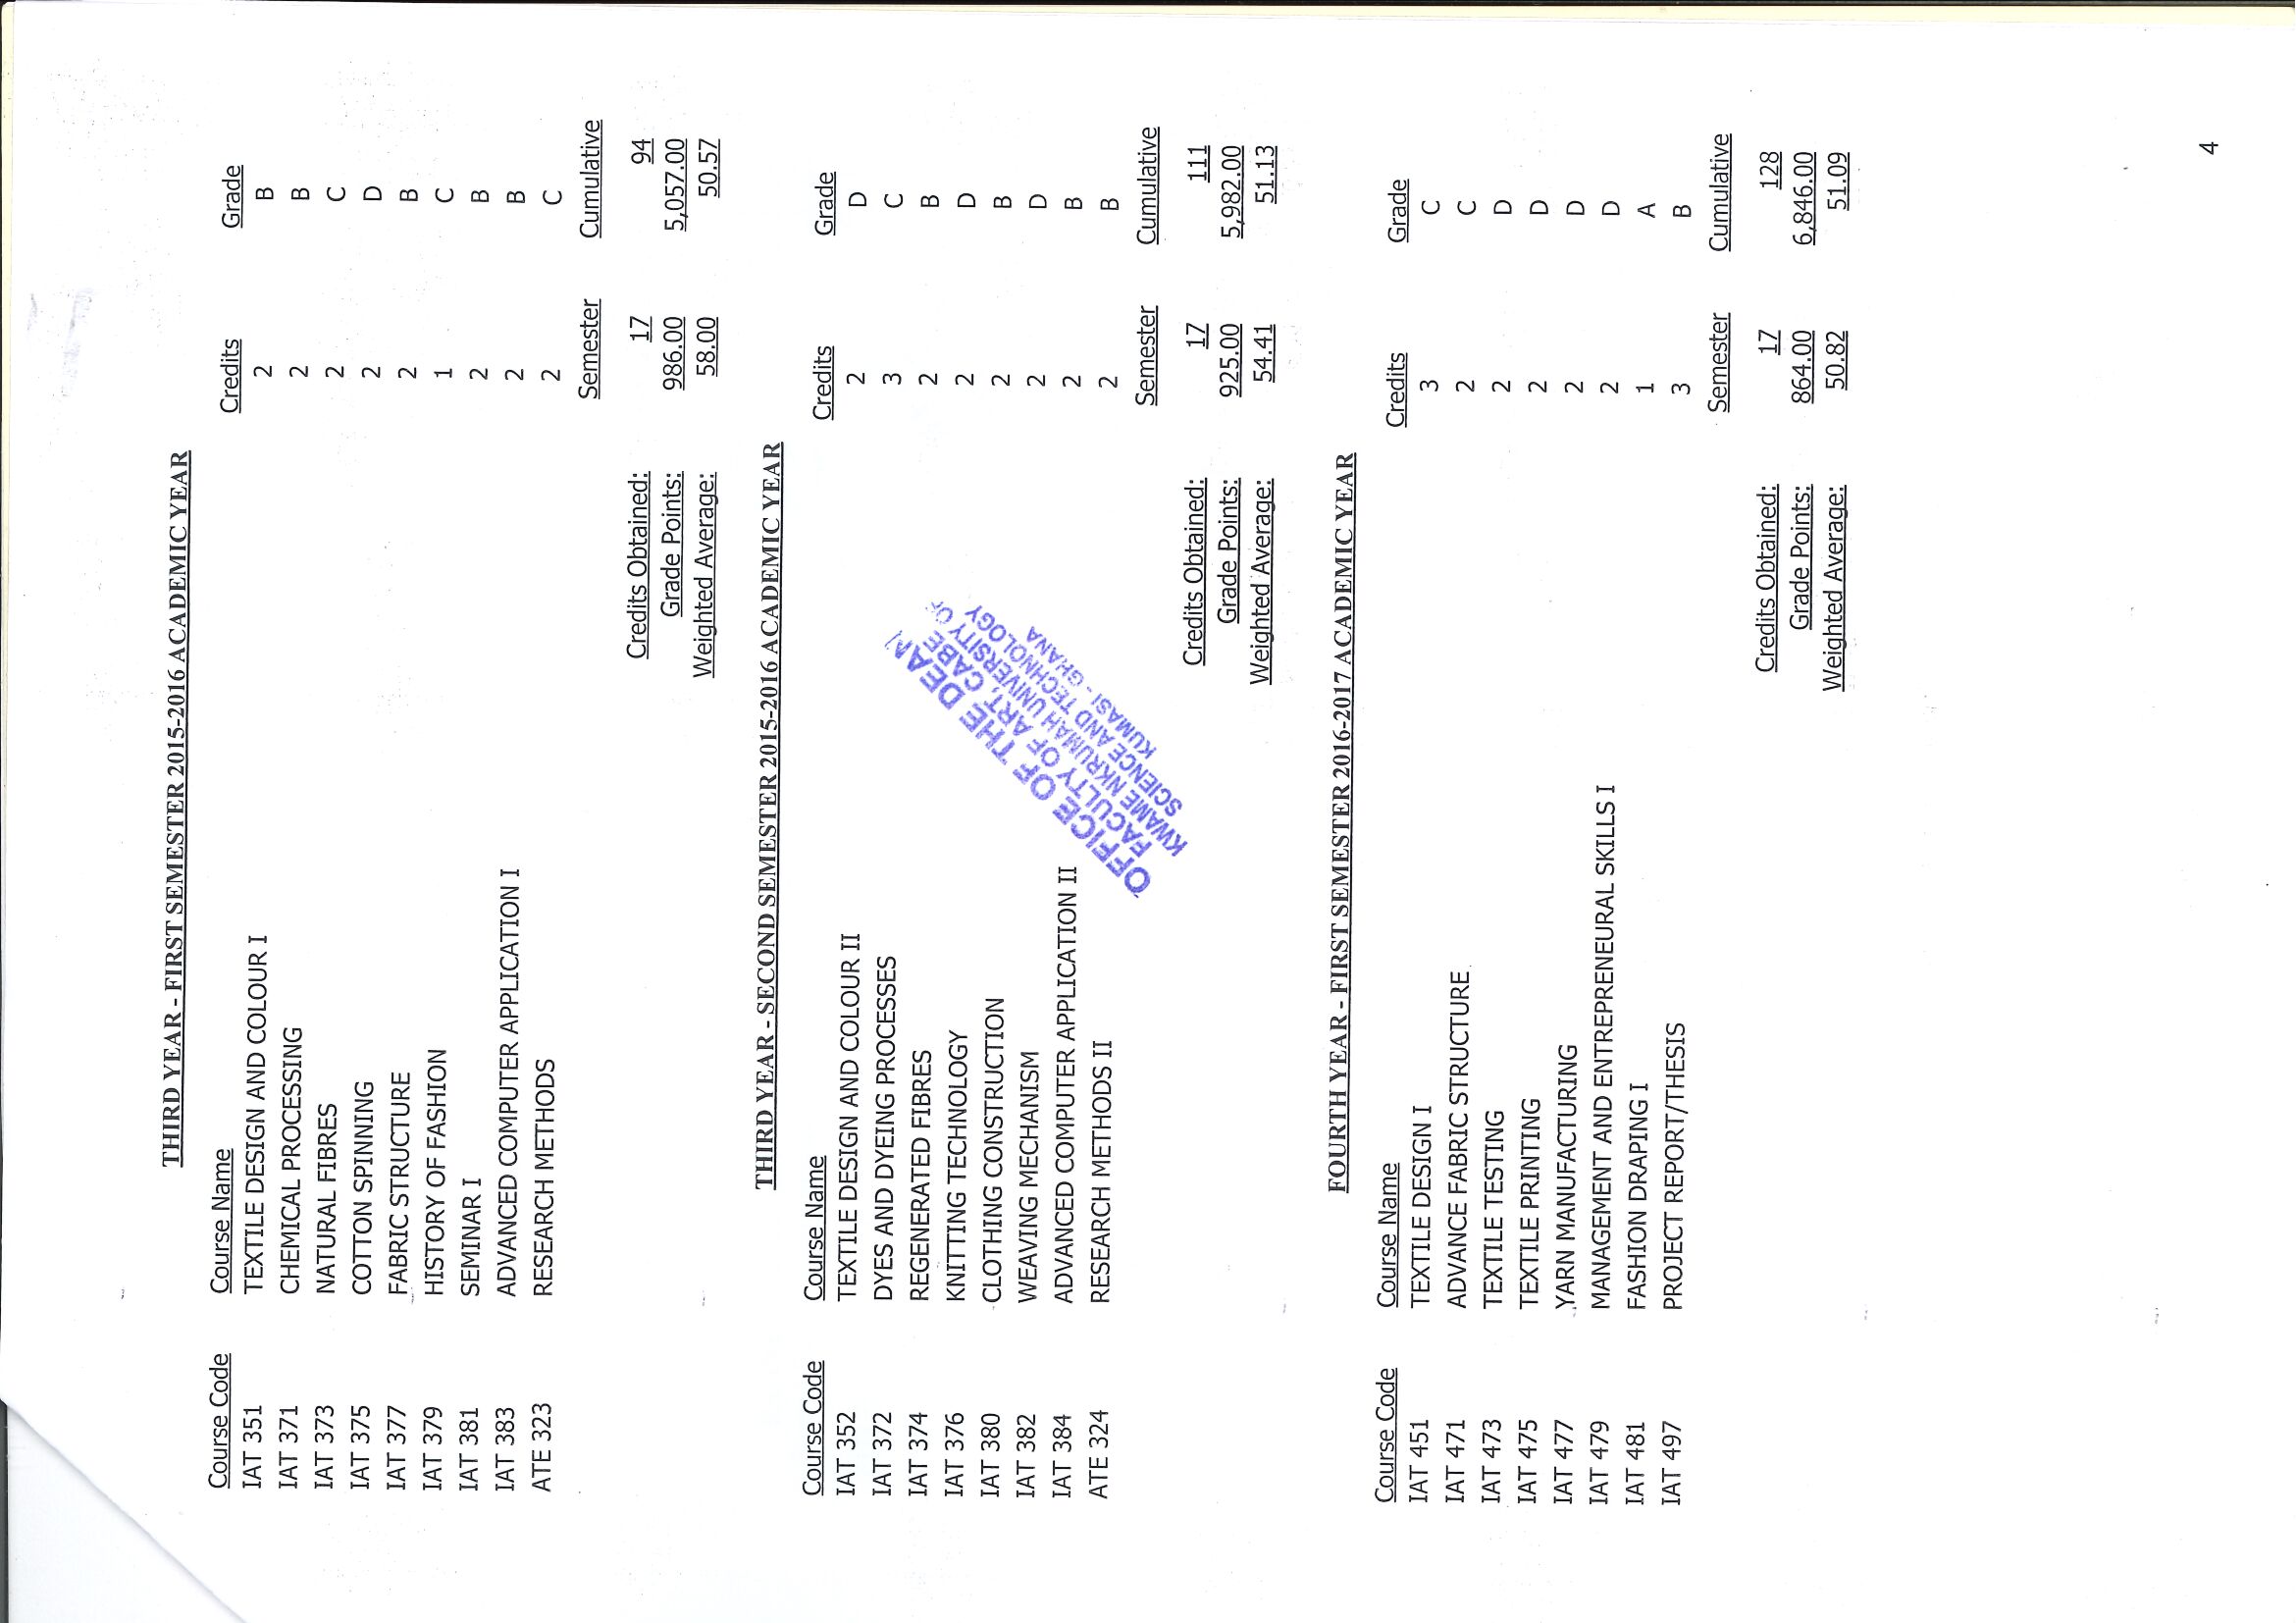 THIRD YEAR - FIRST SEMESTER 2015-2016 ACADEMIC YEAR
Course Code Course Name Credits Grade
IAT 351 TEXTILE DESIGN AND COLOUR I 2 B
IAT 371 CHEMICAL PROCESSING 2 B
IAT 373 NATURAL FIBRES 2 C
IAT 375 COTTON SPINNING 2 D
IAT 377 FABRIC STRUCTURE 2 B
IAT 379 HISTORY OF FASHION 1 C
IAT 381 SEMINAR I 2 B
IAT 383 ADVANCED COMPUTER APPLICATION I 2 B
ATE 323 RESEARCH METHODS 2 C
Semester Cumulative
Credits Obtained: 17 94
Grade Points: 986.00 5,057.00
Weighted Average: 58.00 50.57
THIRD YEAR - SECOND SEMESTER 2015-2016 ACADEMIC YEAR
Course Code Course Name Credits Grade
IAT 352 TEXTILE DESIGN AND COLOUR II 2 D
IAT 372 DYES AND DYEING PROCESSES 3 C
IAT 374 REGENERATED FIBRES 2 B
IAT 376 KNITTING TECHNOLOGY 2 D
IAT 380 CLOTHING CONSTRUCTION 2 B
IAT 382 WEAVING MECHANISM 2 D
IAT 384 ADVANCED COMPUTER APPLICATION II 2 B
ATE 324 RESEARCH METHODS II 2 B
OFFICE OF THE DEAN
FACULTY OF ART, CABE
KWAME NKRUMAH UNIVERSITY OF
SCIENCE AND TECHNOLOGY
KUMASI - GHANA
Semester Cumulative
Credits Obtained: 17 111
Grade Points: 925.00 5,982.00
Weighted Average: 54.41 51.13
FOURTH YEAR - FIRST SEMESTER 2016-2017 ACADEMIC YEAR
Course Code Course Name Credits Grade
IAT 451 TEXTILE DESIGN I 3 C
IAT 471 ADVANCE FABRIC STRUCTURE 2 C
IAT 473 TEXTILE TESTING 2 D
IAT 475 TEXTILE PRINTING 2 D
IAT 477 YARN MANUFACTURING 2 D
IAT 479 MANAGEMENT AND ENTREPRENEURAL SKILLS I 2 D
IAT 481 FASHION DRAPING I 1 A
IAT 497 PROJECT REPORT/THESIS 3 B
Semester Cumulative
Credits Obtained: 17 128
Grade Points: 864.00 6,846.00
Weighted Average: 50.82 51.09
4